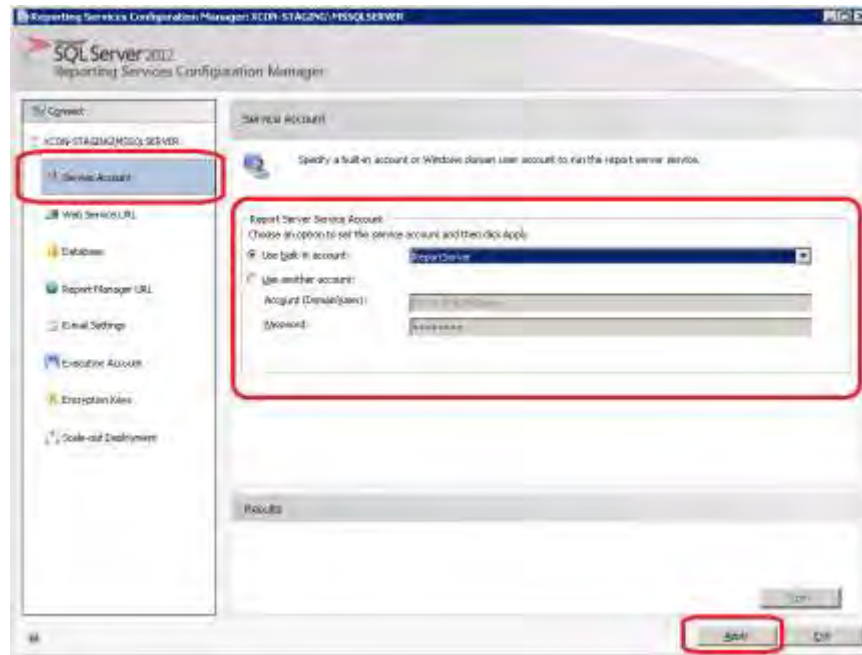 Reporting Services Configuration Manager: XCON-STAGING\MSSQLSERVER
SQL Server 2012
Reporting Services Configuration Manager
Connect
XCON-STAGING\MSSQLSERVER
Service Account
Web Service URL
Database
Report Manager URL
E-mail Settings
Execution Account
Encryption Keys
Scale-out Deployment
Service Account
Specify a built-in account or Windows domain user account to run the report server service.
Report Server Service Account
Choose an option to set the service account and then click Apply.
Use built-in account:
ReportServer
Use another account:
Account (Domain\user):
Password:
Results
Apply
Exit